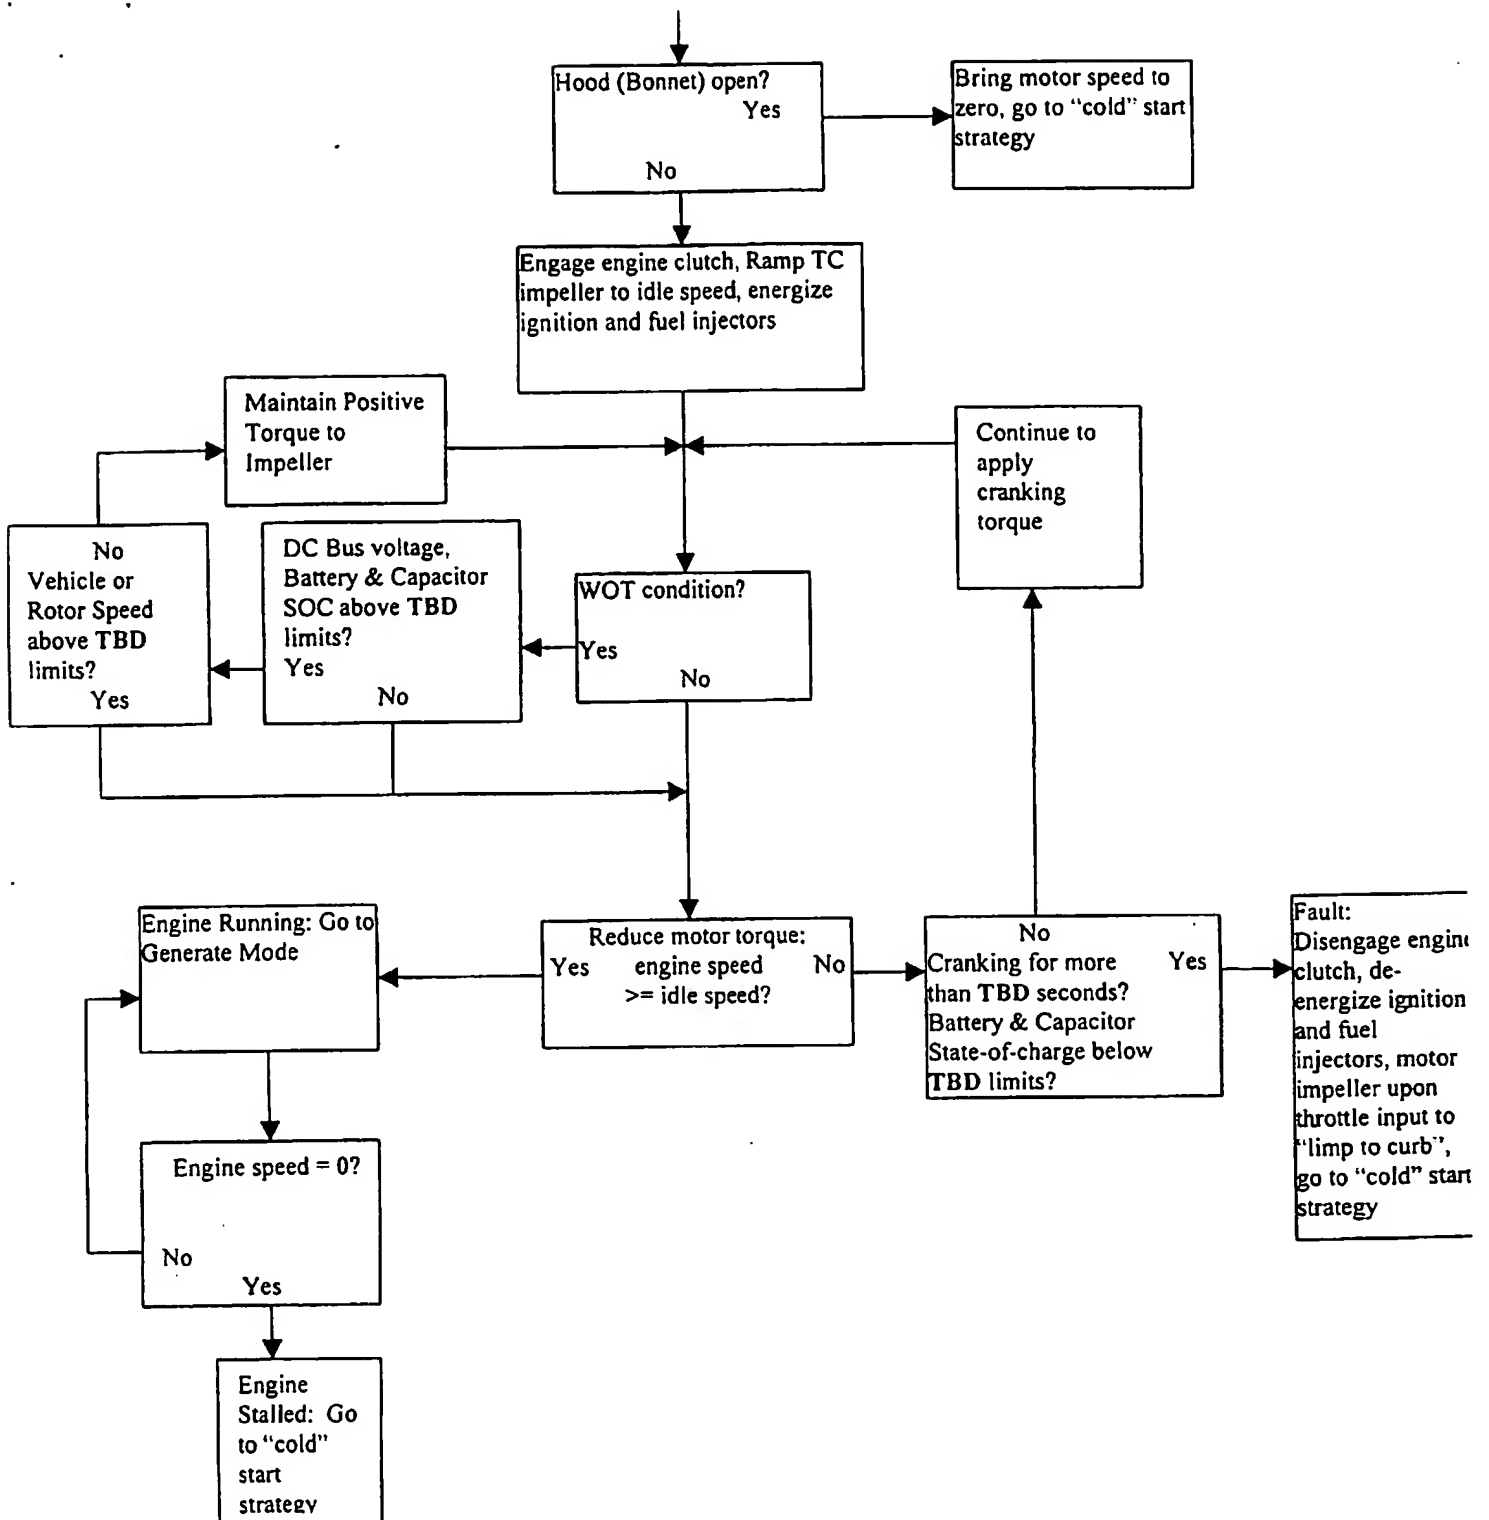 Hood (Bonnet) open?
Yes
No
Bring motor speed to
zero, go to “cold” start
strategy
Engage engine clutch, Ramp TC
impeller to idle speed, energize
ignition and fuel injectors
Maintain Positive
Torque to
Impeller
Continue to
apply
cranking
torque
No
Vehicle or
Rotor Speed
above TBD
limits?
Yes
DC Bus voltage,
Battery & Capacitor
SOC above TBD
limits?
Yes
No
WOT condition?
Yes
No
Engine Running: Go to
Generate Mode
Reduce motor torque:
Yes engine speed No
>= idle speed?
No
Cranking for more Yes
than TBD seconds?
Battery & Capacitor
State-of-charge below
TBD limits?
Fault:
Disengage engine
clutch, de-
energize ignition
and fuel
injectors, motor
impeller upon
throttle input to
“limp to curb”,
go to “cold” start
strategy
Engine speed = 0?
No
Yes
Engine
Stalled: Go
to “cold”
start
strategy